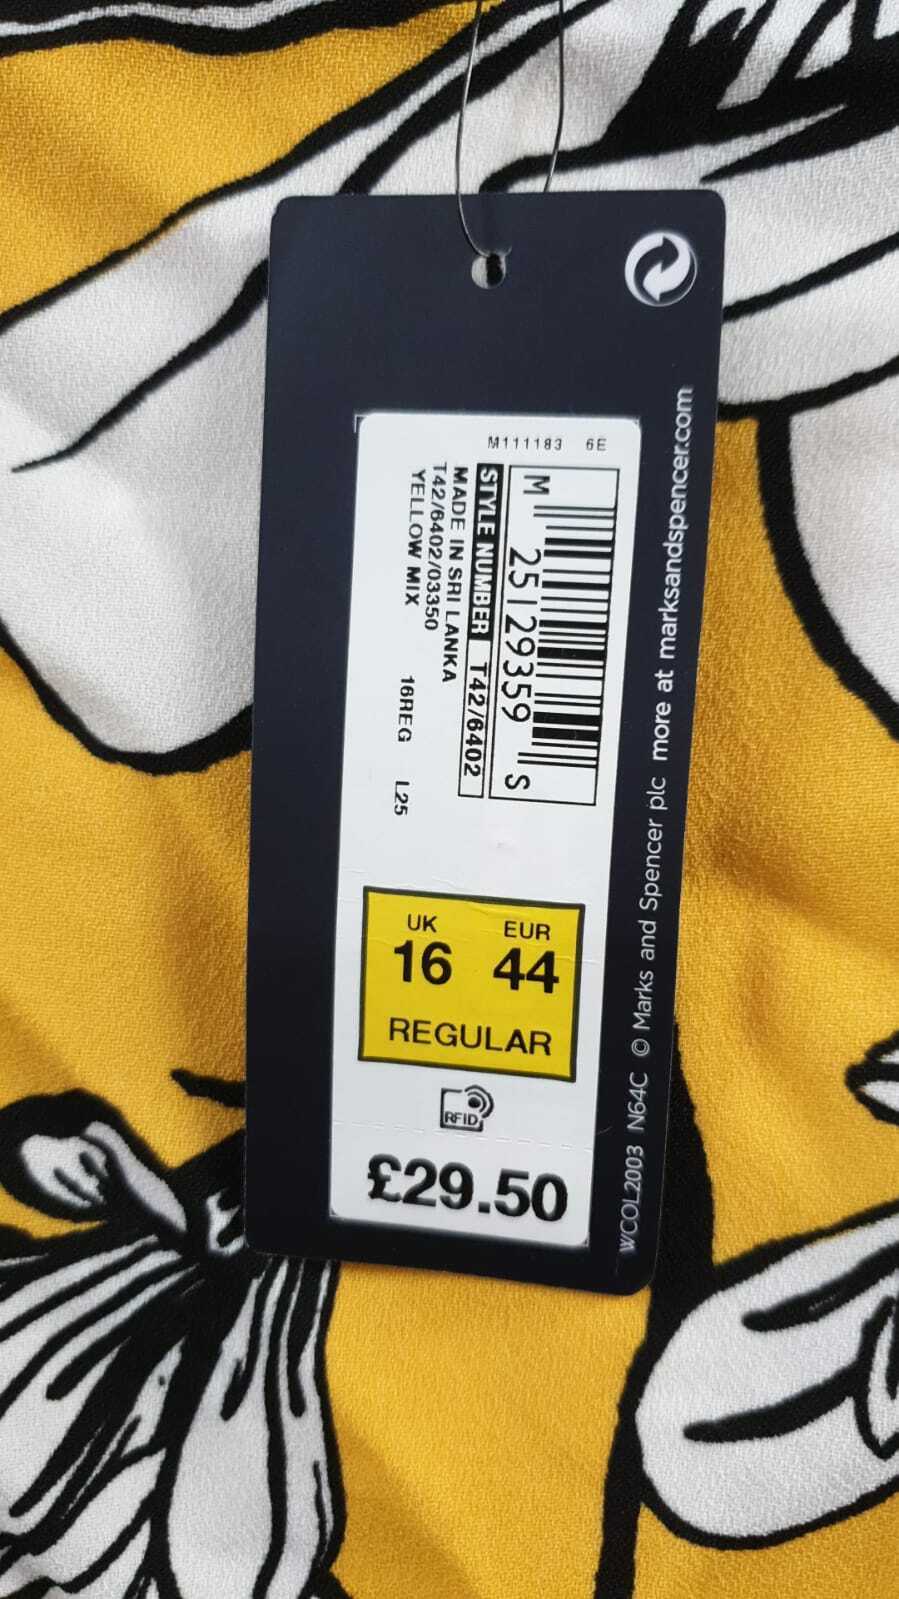 M111183 6E
M 25129359 S
STYLE NUMBER T42/6402
MADE IN SRI LANKA
T42/6402/03350
YELLOW MIX 16REG L25
UK EUR
16 44
REGULAR
RFID
£29.50
WCOL2003 N64C © Marks and Spencer plc more at marksandspencer.com